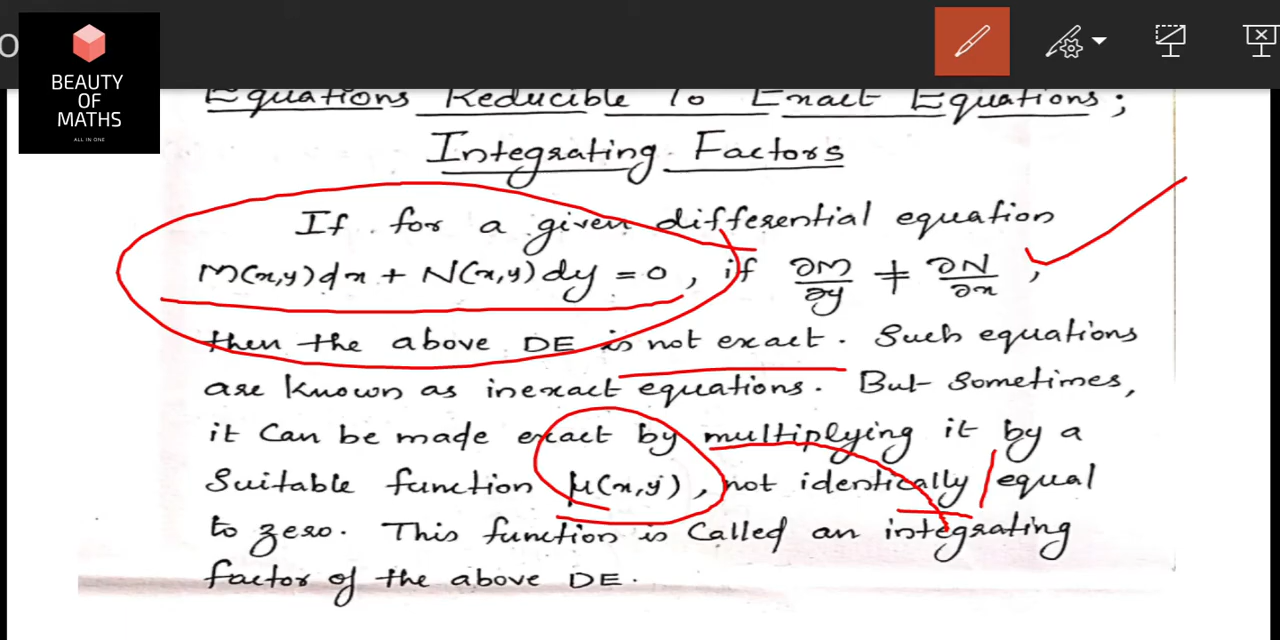 BEAUTY
OF
MATHS
ALL IN ONE
Equations Reducible To Exact Equations;
Integrating Factors
If for a given differential equation
M(x,y)dx + N(x,y)dy = 0, if ∂M/∂y ≠ ∂N/∂x,
then the above DE is not exact. Such equations
are known as inexact equations. But sometimes,
it can be made exact by multiplying it by a
suitable function μ(x,y), not identically equal
to zero. This function is called an integrating
factor of the above DE.